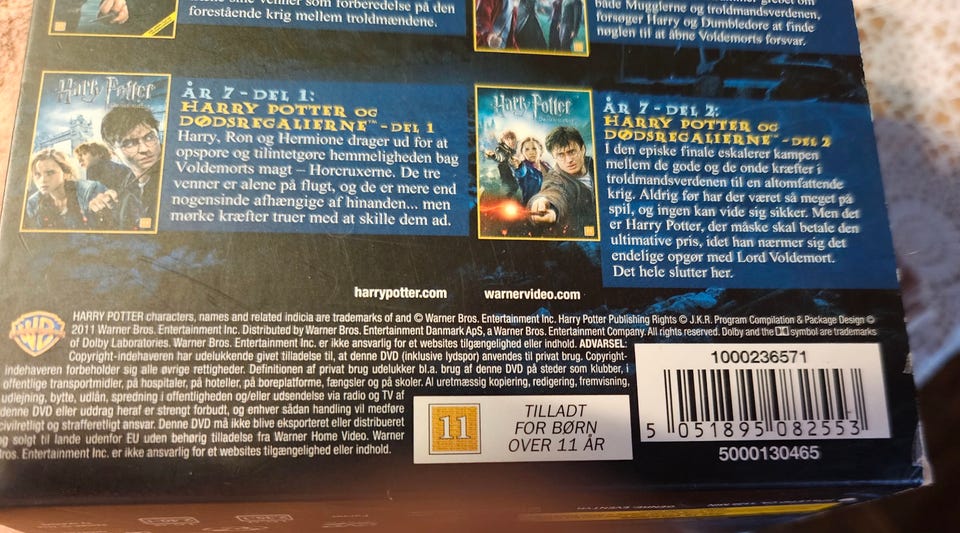 som forberedelse på den
forestående krig mellem troldmændene.
både Mugglerne og troldmandsverdenen,
forsøger Harry og Dumbledore at finde
nøglen til at åbne Voldemorts forsvar.
Harry Potter
ÅR 7 - DEL 1:
HARRY POTTER OG
DØDSREGALIERNE™ - DEL 1
Harry, Ron og Hermione drager ud for at
opspore og tilintetgøre hemmeligheden bag
Voldemorts magt – Horcruxerne. De tre
venner er alene på flugt, og de er mere end
nogensinde afhængige af hinanden... men
mørke kræfter truer med at skille dem ad.
Harry Potter
ÅR 7 - DEL 2:
HARRY POTTER OG
DØDSREGALIERNE™ - DEL 2
I den episke finale eskalerer kampen
mellem de gode og de onde kræfter i
troldmandsverdenen til en altomfattende
krig. Aldrig før har der været så meget på
spil, og ingen kan vide sig sikker. Men det
er Harry Potter, der måske skal betale den
ultimative pris, idet han nærmer sig det
endelige opgør med Lord Voldemort.
Det hele slutter her.
harrypotter.com warnervideo.com
WB
HARRY POTTER characters, names and related indicia are trademarks of and © Warner Bros. Entertainment Inc. Harry Potter Publishing Rights © J.K.R. Program Compilation & Package Design ©
2011 Warner Bros. Entertainment Inc. Distributed by Warner Bros. Entertainment Danmark ApS, a Warner Bros. Entertainment Company. All rights reserved. Dolby and the symbol are trademarks
of Dolby Laboratories. Warner Bros. Entertainment Inc. er ikke ansvarlig for et websites tilgængelighed eller indhold. ADVARSEL:
Copyright-indehaveren har udelukkende givet tilladelse til, at denne DVD (inklusive lydspor) anvendes til privat brug. Copyright-
indehaveren forbeholder sig alle øvrige rettigheder. Definitionen af privat brug udelukker bl.a. brug af denne DVD på steder som klubber, i
offentlige transportmidler, på hospitaler, på hoteller, på boreplatforme, fængsler og på skoler. Al uretmæssig kopiering, redigering, fremvisning,
udlejning, bytte, udlån, spredning i offentligheden og/eller udsendelse via radio og TV af
denne DVD eller uddrag heraf er strengt forbudt, og enhver sådan handling vil medføre
civilretligt og strafferetligt ansvar. Denne DVD må ikke blive eksporteret eller distribueret
og solgt til lande udenfor EU uden behørig tilladelse fra Warner Home Video. Warner
Bros. Entertainment Inc. er ikke ansvarlig for et websites tilgængelighed eller indhold.
11
TILLADT
FOR BØRN
OVER 11 ÅR
1000236571
5 051895 082553
5000130465